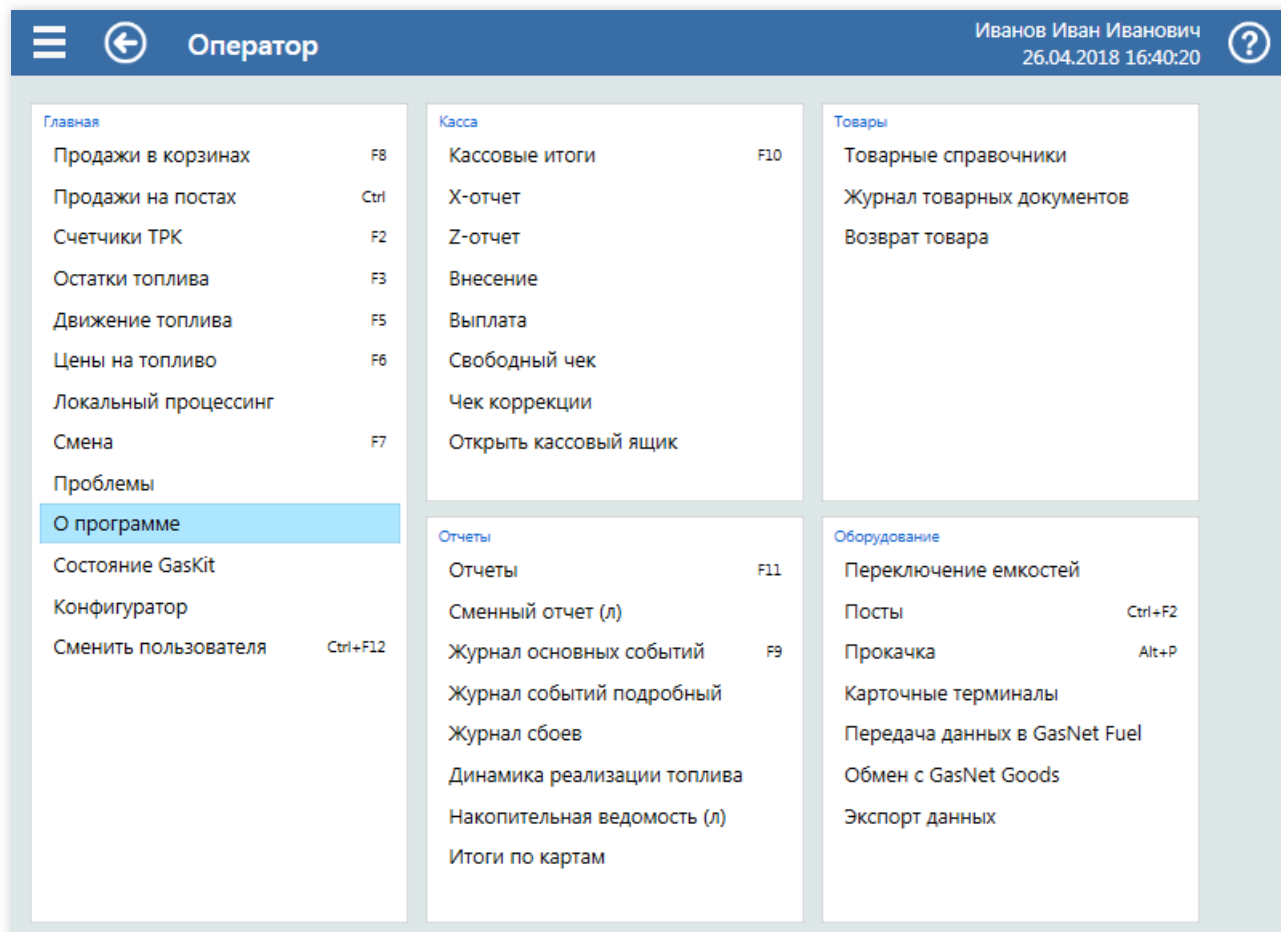 Оператор
Иванов Иван Иванович
26.04.2018 16:40:20
?
Главная
Продажи в корзинах F8
Продажи на постах Ctrl
Счетчики ТРК F2
Остатки топлива F3
Движение топлива F5
Цены на топливо F6
Локальный процессинг
Смена F7
Проблемы
О программе
Состояние GasKit
Конфигуратор
Сменить пользователя Ctrl+F12
Касса
Кассовые итоги F10
X-отчет
Z-отчет
Внесение
Выплата
Свободный чек
Чек коррекции
Открыть кассовый ящик
Товары
Товарные справочники
Журнал товарных документов
Возврат товара
Отчеты
Отчеты F11
Сменный отчет (л)
Журнал основных событий F9
Журнал событий подробный
Журнал сбоев
Динамика реализации топлива
Накопительная ведомость (л)
Итоги по картам
Оборудование
Переключение емкостей
Посты Ctrl+F2
Прокачка Alt+P
Карточные терминалы
Передача данных в GasNet Fuel
Обмен с GasNet Goods
Экспорт данных